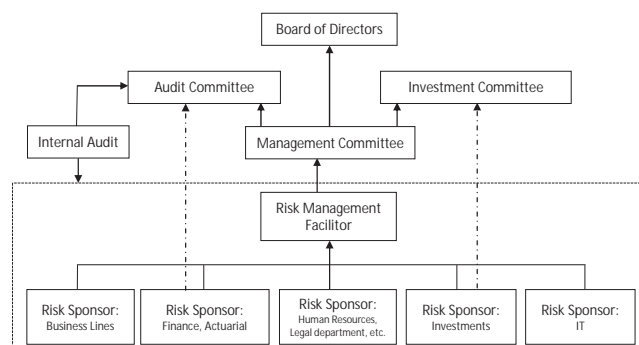 Board of Directors
Audit Committee
Investment Committee
Internal Audit
Management Committee
Risk Management
Facilitor
Risk Sponsor:
Business Lines
Risk Sponsor:
Finance, Actuarial
Risk Sponsor:
Human Resources,
Legal department, etc.
Risk Sponsor:
Investments
Risk Sponsor:
IT